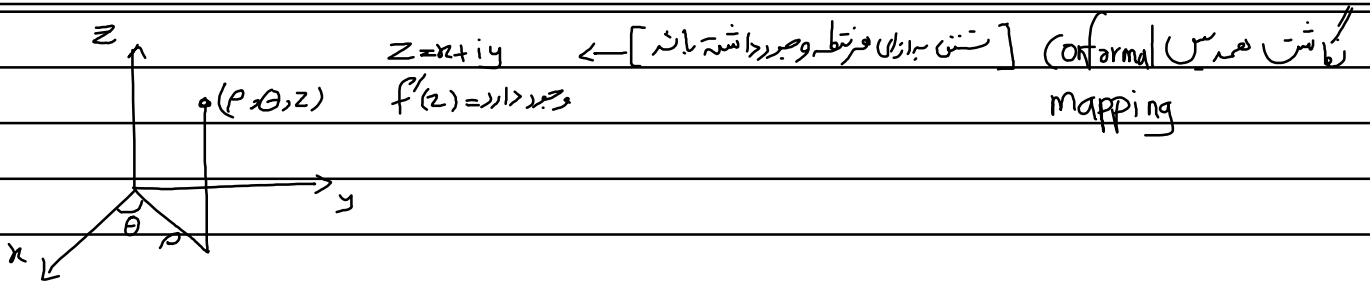 نگاشت همدیس Conformal [مشتق به ازای هر نقطه وجود داشته باشد] ← z=x+iy
mapping
f'(z)= وجود دارد
z
(ρ,θ,z)
y
θ
ρ
x